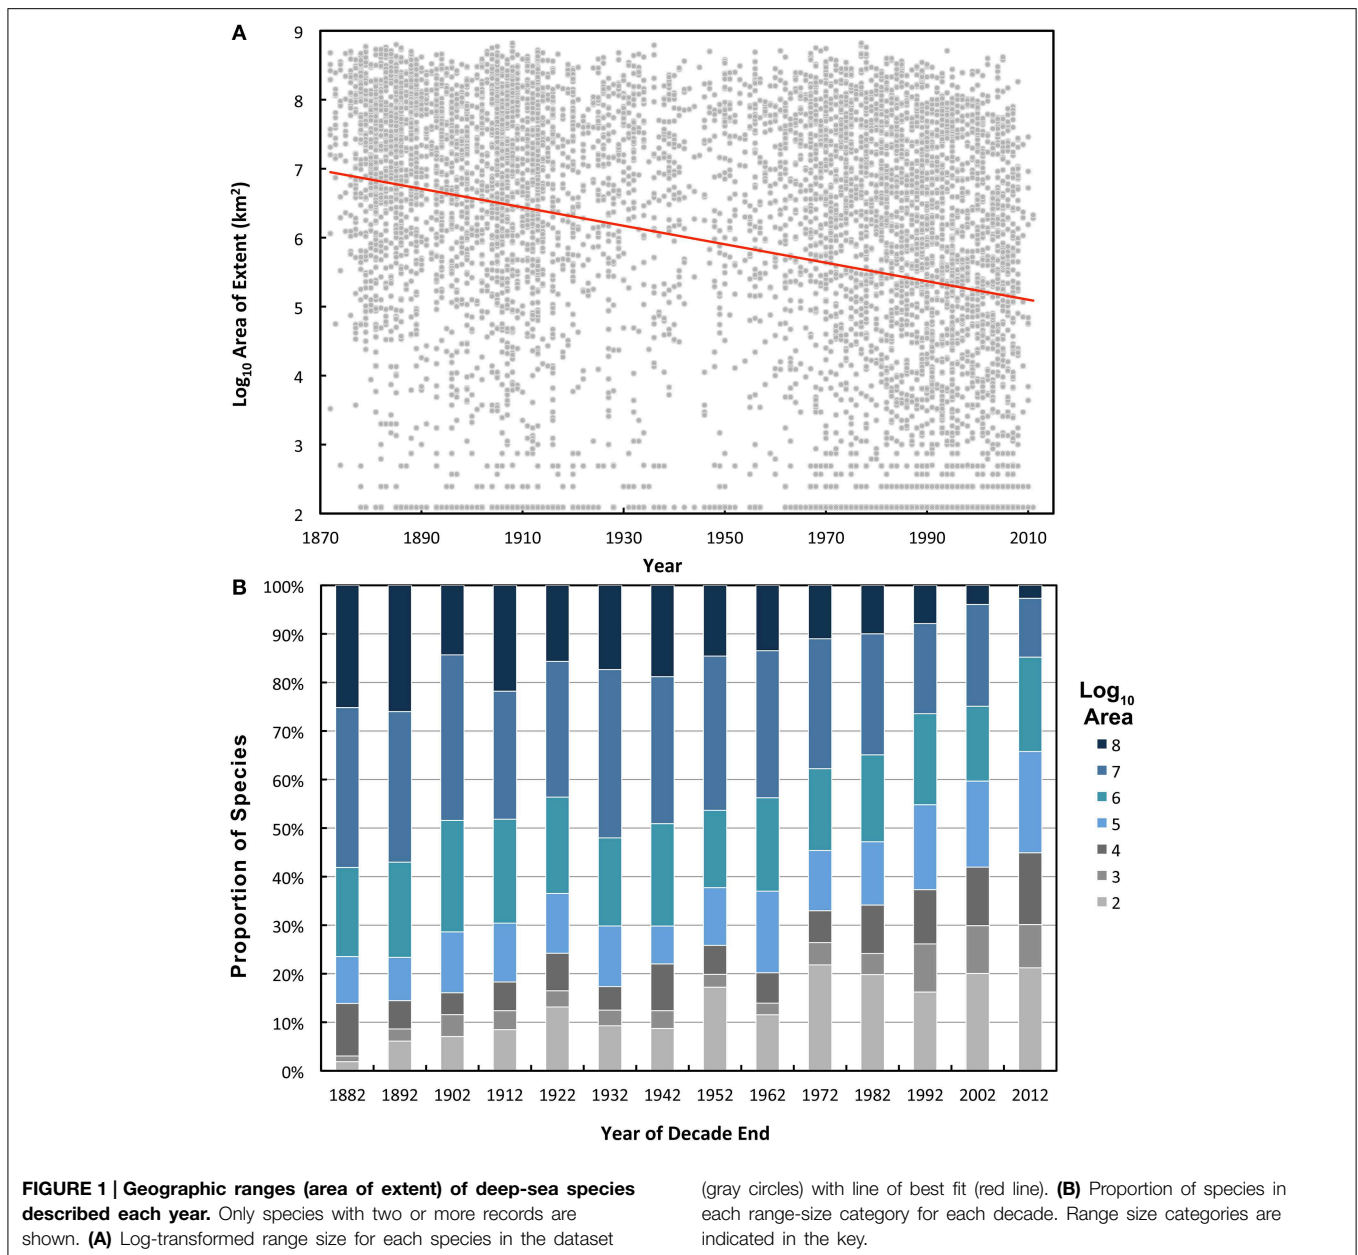 A
9
8
7
6
5
4
3
2
Log10 Area of Extent (km²)
1870 1890 1910 1930 1950 1970 1990 2010
Year
B
100%
90%
80%
70%
60%
50%
40%
30%
20%
10%
0%
Proportion of Species
1882 1892 1902 1912 1922 1932 1942 1952 1962 1972 1982 1992 2002 2012
Year of Decade End
Log10
Area
8
7
6
5
4
3
2
FIGURE 1 | Geographic ranges (area of extent) of deep-sea species
described each year. Only species with two or more records are
shown. (A) Log-transformed range size for each species in the dataset
(gray circles) with line of best fit (red line). (B) Proportion of species in
each range-size category for each decade. Range size categories are
indicated in the key.